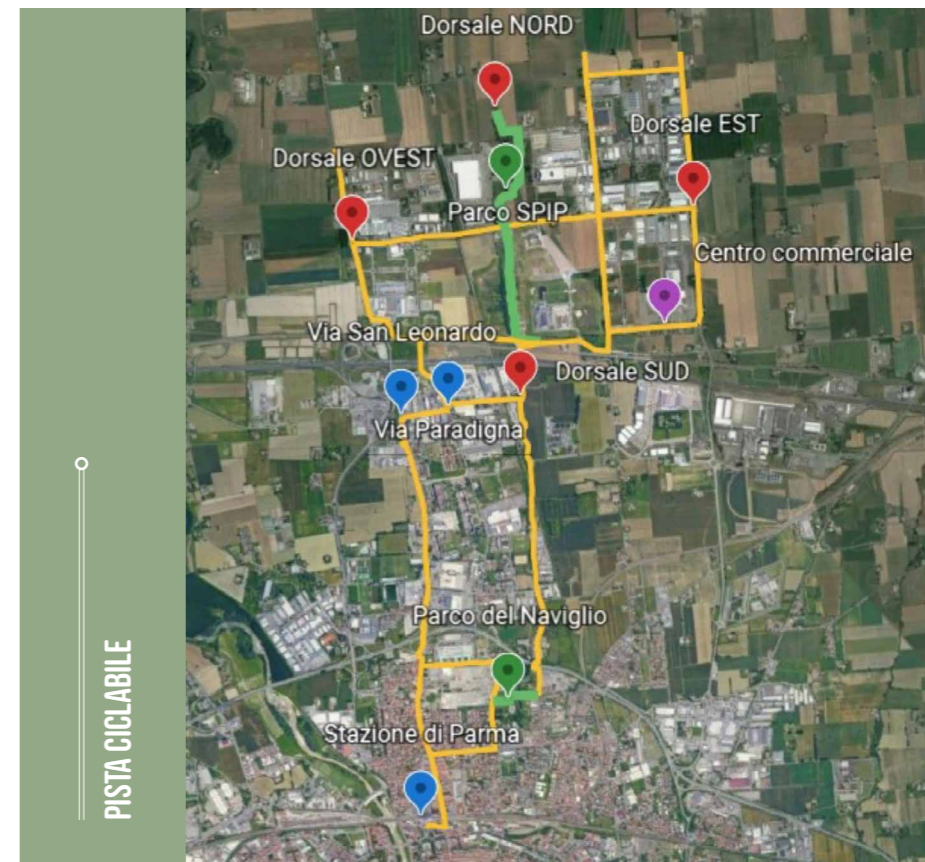 Dorsale NORD
Dorsale EST
Dorsale OVEST
Parco SPIP
Centro commerciale
Via San Leonardo
Dorsale SUD
Via Paradigna
Parco del Naviglio
Stazione di Parma
PISTA CICLABILE